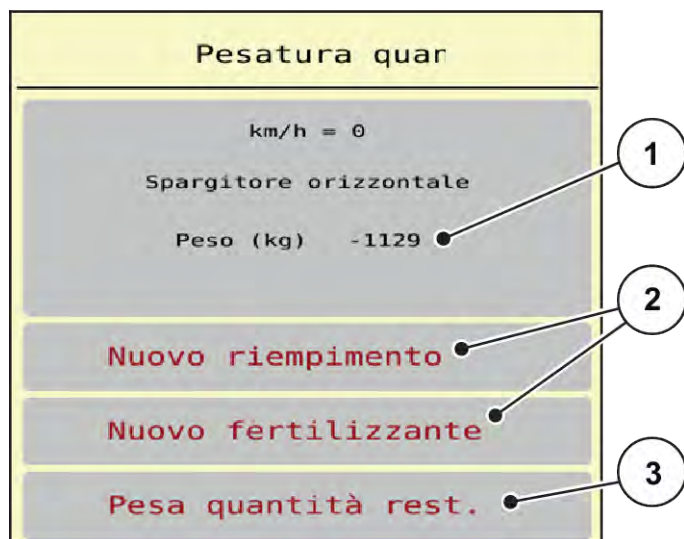 Pesatura quar
km/h = 0
Spargitore orizzontale
Peso (kg) -1129
1
Nuovo riempimento
2
Nuovo fertilizzante
Pesa quantità rest.
3